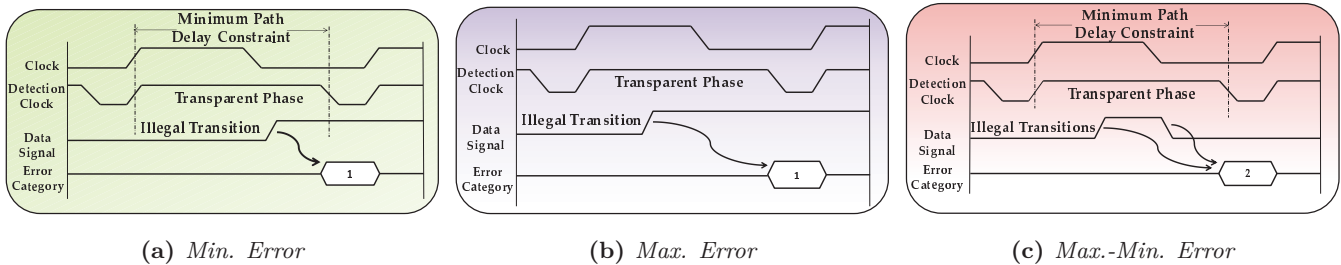 Minimum Path
Delay Constraint
Clock
Detection
Clock
Transparent Phase
Illegal Transition
Data
Signal
Error
Category
1
(a) Min. Error
Clock
Detection
Clock
Transparent Phase
Illegal Transition
Data
Signal
Error
Category
1
(b) Max. Error
Minimum Path
Delay Constraint
Clock
Detection
Clock
Transparent Phase
Illegal Transitions
Data
Signal
Error
Category
2
(c) Max.-Min. Error